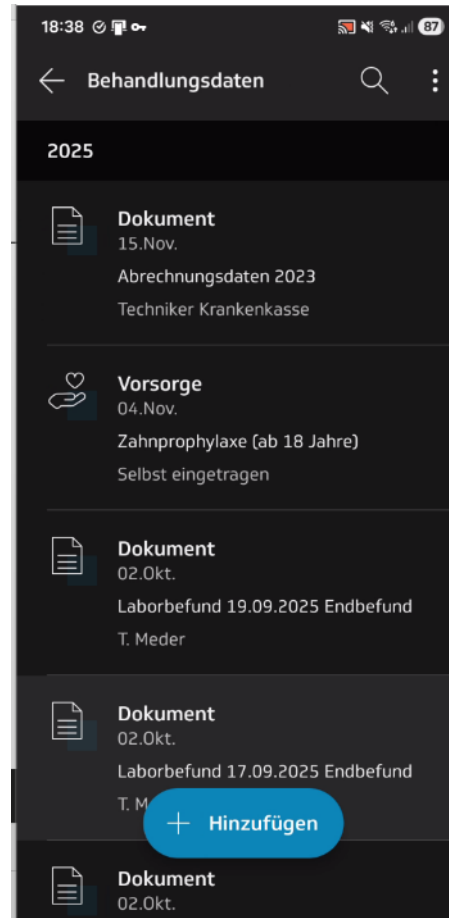 18:38
87
Behandlungsdaten
2025
Dokument
15.Nov.
Abrechnungsdaten 2023
Techniker Krankenkasse
Vorsorge
04.Nov.
Zahnprophylaxe (ab 18 Jahre)
Selbst eingetragen
Dokument
02.Okt.
Laborbefund 19.09.2025 Endbefund
T. Meder
Dokument
02.Okt.
Laborbefund 17.09.2025 Endbefund
T. M
Hinzufügen
Dokument
02.Okt.